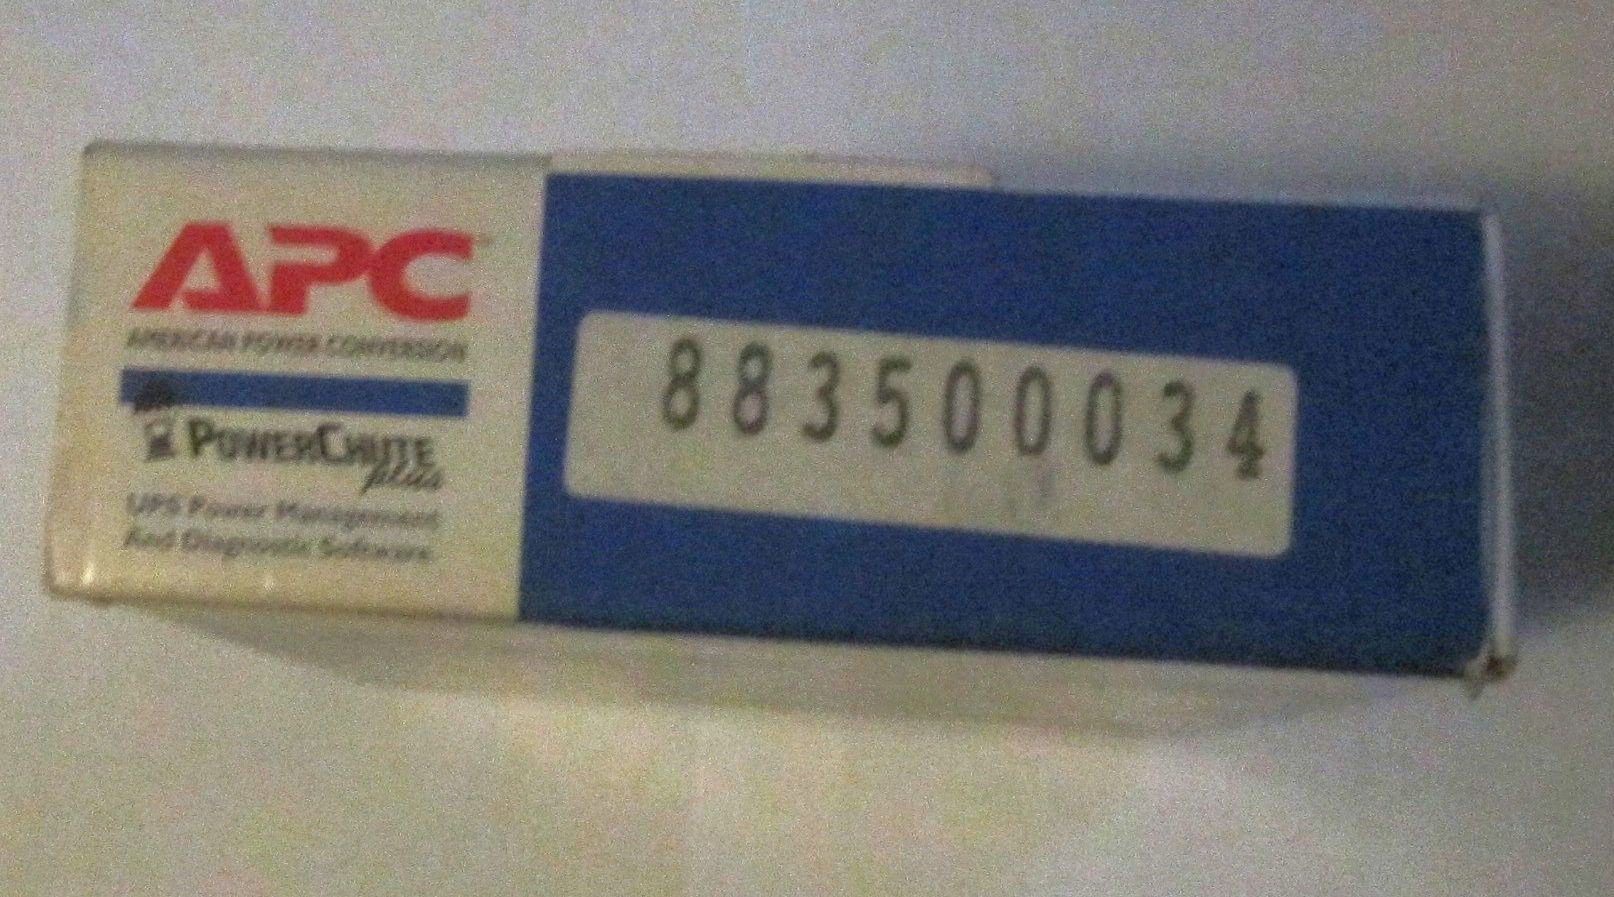 APC
AMERICAN POWER CONVERSION
POWERCHUTE
plus
UPS Power Management
And Diagnostic Software
883500034